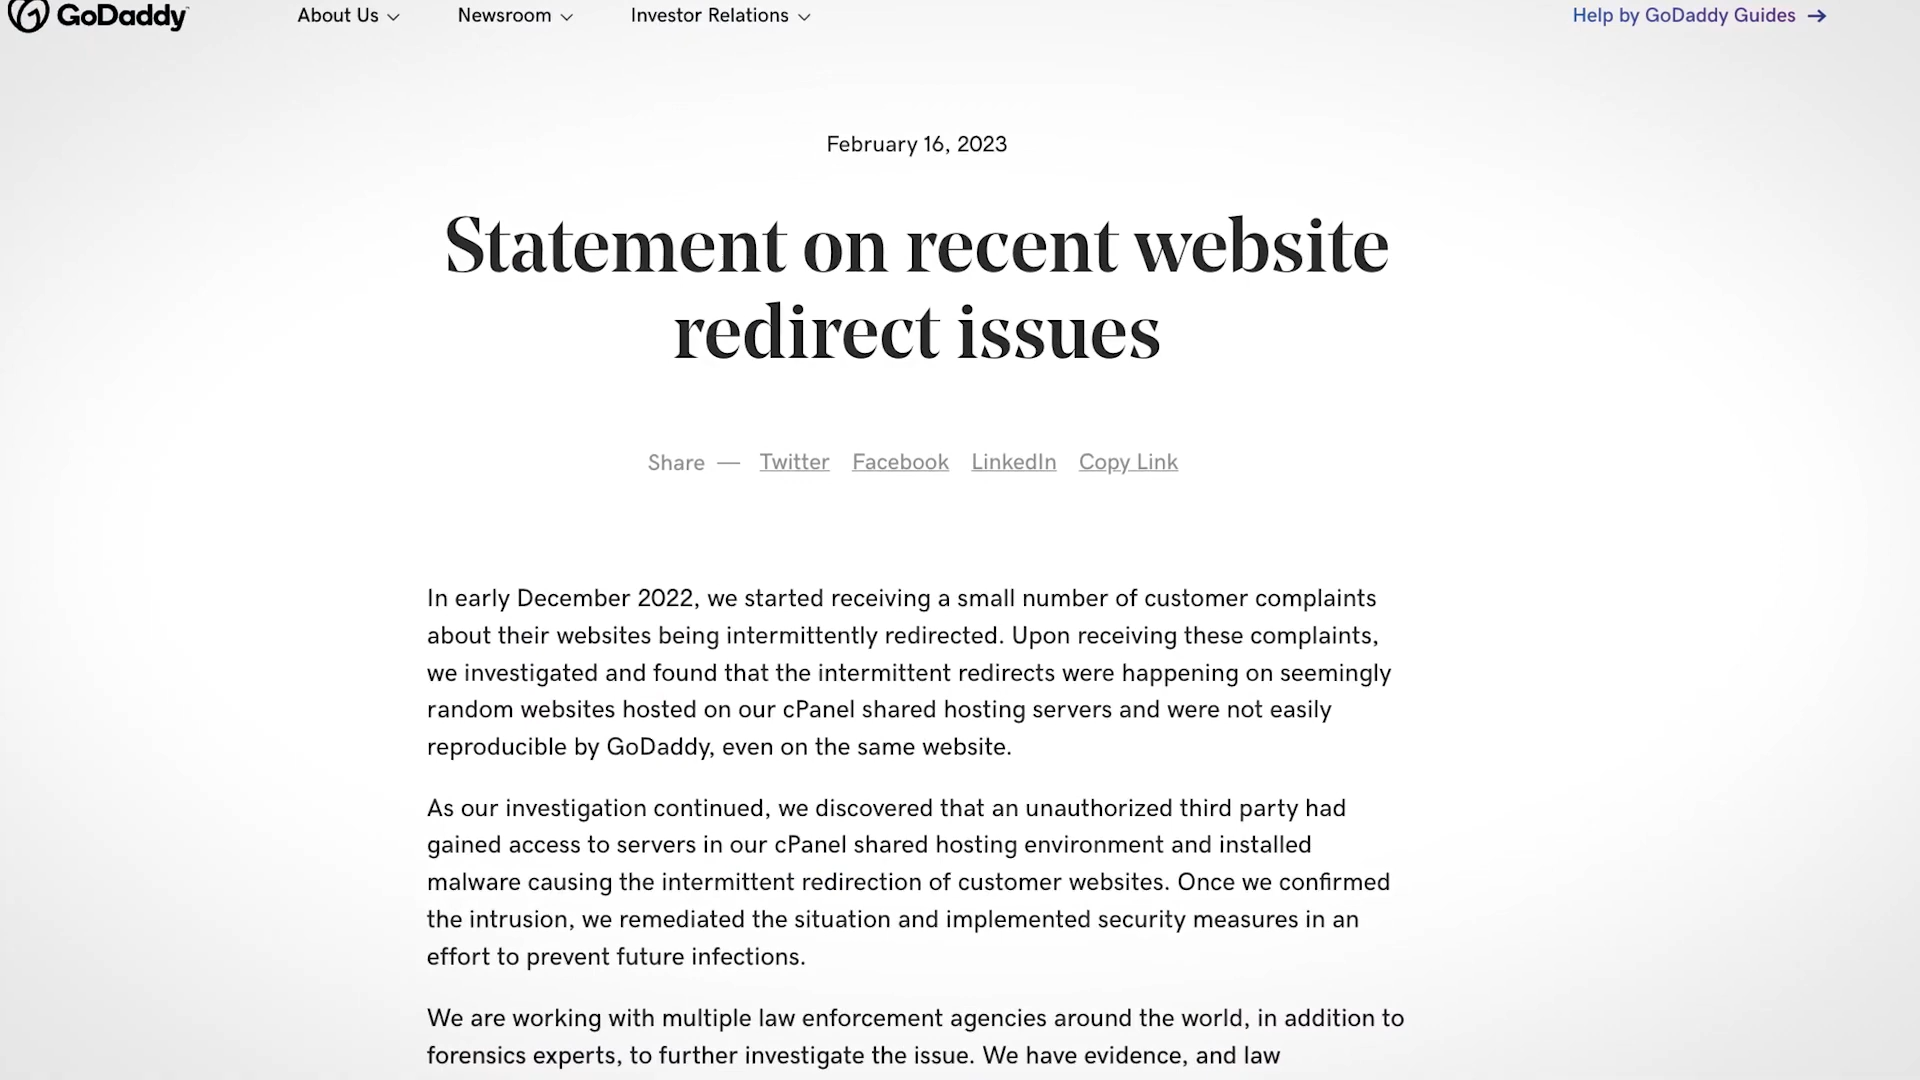 GoDaddy
About Us
Newsroom
Investor Relations
Help by GoDaddy Guides →
February 16, 2023
Statement on recent website
redirect issues
Share — Twitter Facebook LinkedIn Copy Link
In early December 2022, we started receiving a small number of customer complaints
about their websites being intermittently redirected. Upon receiving these complaints,
we investigated and found that the intermittent redirects were happening on seemingly
random websites hosted on our cPanel shared hosting servers and were not easily
reproducible by GoDaddy, even on the same website.
As our investigation continued, we discovered that an unauthorized third party had
gained access to servers in our cPanel shared hosting environment and installed
malware causing the intermittent redirection of customer websites. Once we confirmed
the intrusion, we remediated the situation and implemented security measures in an
effort to prevent future infections.
We are working with multiple law enforcement agencies around the world, in addition to
forensics experts, to further investigate the issue. We have evidence, and law